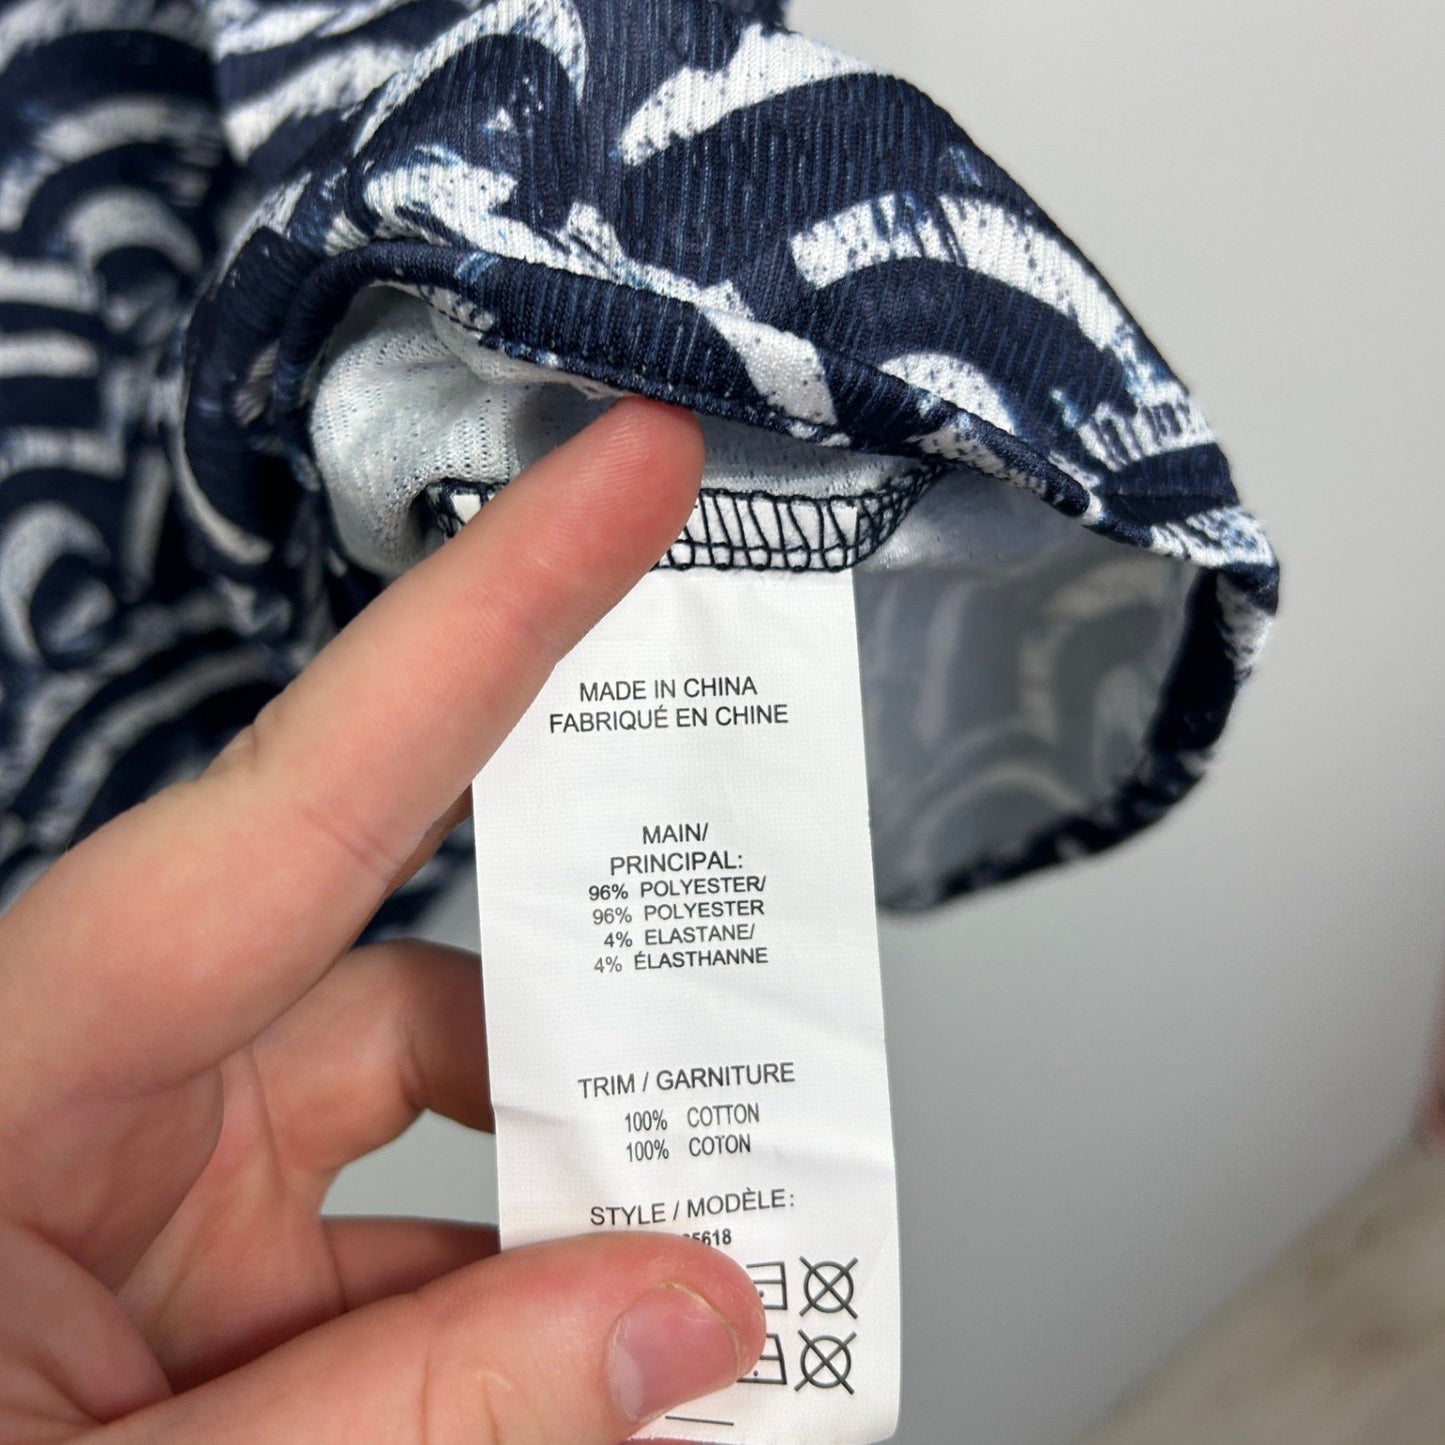 MADE IN CHINA
FABRIQUÉ EN CHINE
MAIN/
PRINCIPAL:
96% POLYESTER/
96% POLYESTER
4% ELASTANE/
4% ÉLASTHANNE
TRIM / GARNITURE
100% COTTON
100% COTON
STYLE / MODÈLE: